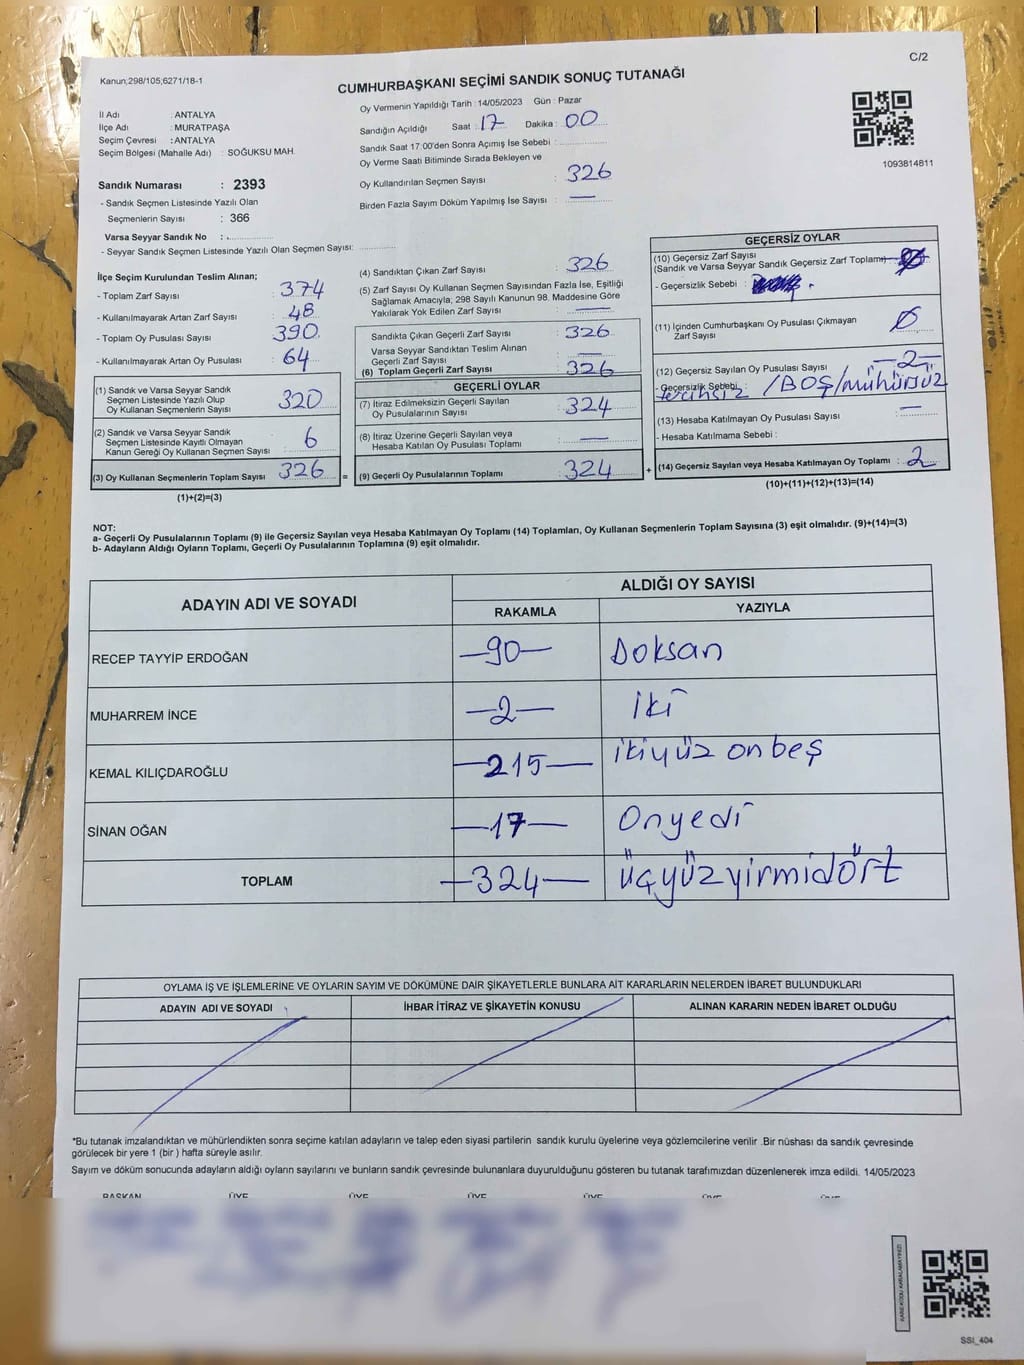 C/2
Kanun;298/105,6271/18-1
CUMHURBAŞKANI SEÇİMİ SANDIK SONUÇ TUTANAĞI
İl Adı : ANTALYA
İlçe Adı : MURATPAŞA
Seçim Çevresi : ANTALYA
Seçim Bölgesi (Mahalle Adı) : SOĞUKSU MAH.
Oy Vermenin Yapıldığı Tarih : 14/05/2023 Gün : Pazar
Sandığın Açıldığı Saat : 17 Dakika : 00
Sandık Saat 17:00'den Sonra Açımış İse Sebebi :
Oy Verme Saati Bitiminde Sırada Bekleyen ve
Oy Kullandırılan Seçmen Sayısı : 326
Birden Fazla Sayım Döküm Yapılmış İse Sayısı : —
1093814811
Sandık Numarası : 2393
- Sandık Seçmen Listesinde Yazılı Olan
Seçmenlerin Sayısı : 366
Varsa Seyyar Sandık No :
- Seyyar Sandık Seçmen Listesinde Yazılı Olan Seçmen Sayısı:
İlçe Seçim Kurulundan Teslim Alınan;
- Toplam Zarf Sayısı : 374
- Kullanılmayarak Artan Zarf Sayısı : 48
- Toplam Oy Pusulası Sayısı : 390
- Kullanılmayarak Artan Oy Pusulası : 64
(1) Sandık ve Varsa Seyyar Sandık
Seçmen Listesinde Yazılı Olup
Oy Kullanan Seçmenlerin Sayısı : 320
(2) Sandık ve Varsa Seyyar Sandık
Seçmen Listesinde Kayıtlı Olmayan
Kanun Gereği Oy Kullanan Seçmen Sayısı : 6
(3) Oy Kullanan Seçmenlerin Toplam Sayısı : 326 =
(1)+(2)=(3)
(4) Sandıktan Çıkan Zarf Sayısı : 326
(5) Zarf Sayısı Oy Kullanan Seçmen Sayısından Fazla İse, Eşitliği
Sağlamak Amacıyla, 298 Sayılı Kanunun 98. Maddesine Göre
Yakılarak Yok Edilen Zarf Sayısı : —
Sandıkta Çıkan Geçerli Zarf Sayısı : 326
Varsa Seyyar Sandıktan Teslim Alınan
Geçerli Zarf Sayısı : —
(6) Toplam Geçerli Zarf Sayısı : 326
GEÇERLİ OYLAR
(7) İtiraz Edilmeksizin Geçerli Sayılan
Oy Pusulalarının Sayısı : 324
(8) İtiraz Üzerine Geçerli Sayılan veya
Hesaba Katılan Oy Pusulası Toplamı : —
(9) Geçerli Oy Pusulalarının Toplamı : 324 +
GEÇERSİZ OYLAR
(10) Geçersiz Zarf Sayısı
(Sandık ve Varsa Seyyar Sandık Geçersiz Zarf Toplamı)
- Geçersizlik Sebebi :
(11) İçinden Cumhurbaşkanı Oy Pusulası Çıkmayan
Zarf Sayısı : 0
(12) Geçersiz Sayılan Oy Pusulası Sayısı : -2-
- Geçersizlik Sebebi : tercihsiz /BOŞ/mühürsüz
(13) Hesaba Katılmayan Oy Pusulası Sayısı : —
- Hesaba Katılmama Sebebi :
(14) Geçersiz Sayılan veya Hesaba Katılmayan Oy Toplamı : 2
(10)+(11)+(12)+(13)=(14)
NOT:
a- Geçerli Oy Pusulalarının Toplamı (9) ile Geçersiz Sayılan veya Hesaba Katılmayan Oy Toplamı (14) Toplamları, Oy Kullanan Seçmenlerin Toplam Sayısına (3) eşit olmalıdır. (9)+(14)=(3)
b- Adayların Aldığı Oyların Toplamı, Geçerli Oy Pusulalarının Toplamına (9) eşit olmalıdır.
ADAYIN ADI VE SOYADI ALDIĞI OY SAYISI
RAKAMLA YAZIYLA
RECEP TAYYİP ERDOĞAN —90— Doksan
MUHARREM İNCE —2— iki
KEMAL KILIÇDAROĞLU —215— ikiyüz onbeş
SİNAN OĞAN —17— Onyedi
TOPLAM —324— üçyüzyirmidört
OYLAMA İŞ VE İŞLEMLERİNE VE OYLARIN SAYIM VE DÖKÜMÜNE DAİR ŞİKAYETLERLE BUNLARA AİT KARARLARIN NELERDEN İBARET BULUNDUKLARI
ADAYIN ADI VE SOYADI İHBAR İTİRAZ VE ŞİKAYETİN KONUSU ALINAN KARARIN NEDEN İBARET OLDUĞU
*Bu tutanak imzalandıktan ve mühürlendikten sonra seçime katılan adayların ve talep eden siyasi partilerin sandık kurulu üyelerine veya gözlemcilerine verilir .Bir nüshası da sandık çevresinde
görülecek bir yere 1 (bir ) hafta süreyle asılır.
Sayım ve döküm sonucunda adayların aldığı oyların sayılarını ve bunların sandık çevresinde bulunanlara duyurulduğunu gösteren bu tutanak tarafımızdan düzenlenerek imza edildi. 14/05/2023
BAŞKAN ÜYE ÜYE ÜYE ÜYE ÜYE ÜYE
SSI_404